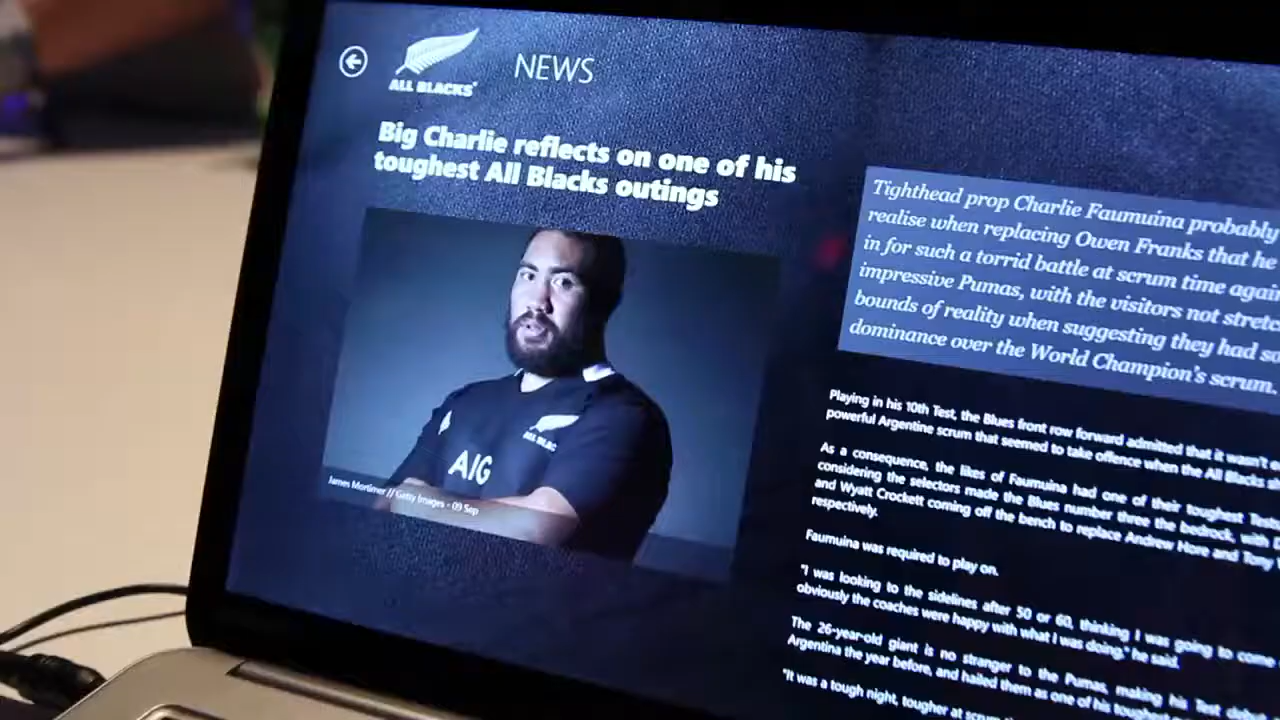 ALL BLACKS
NEWS
Big Charlie reflects on one of his
toughest All Blacks outings
ALL BLAC
AIG
James Mortimer // Getty Images - 09 Sep
Tighthead prop Charlie Faumuina probably
realise when replacing Owen Franks that he
in for such a torrid battle at scrum time again
impressive Pumas, with the visitors not stretc
bounds of reality when suggesting they had so
dominance over the World Champion's scrum.
Playing in his 10th Test, the Blues front row forward admitted that it wasn't e
powerful Argentine scrum that seemed to take offence when the All Blacks sh
As a consequence, the likes of Faumuina had one of their toughest Tests
considering the selectors made the Blues number three the bedrock, with D
and Wyatt Crockett coming off the bench to replace Andrew Hore and Tony
respectively.
Faumuina was required to play on.
"I was looking to the sidelines after 50 or 60, thinking I was going to come
obviously the coaches were happy with what I was doing," he said.
The 26-year-old giant is no stranger to the Pumas, making his Test debut
Argentina the year before, and hailed them as one of his tough
"It was a tough night, tougher at scrum